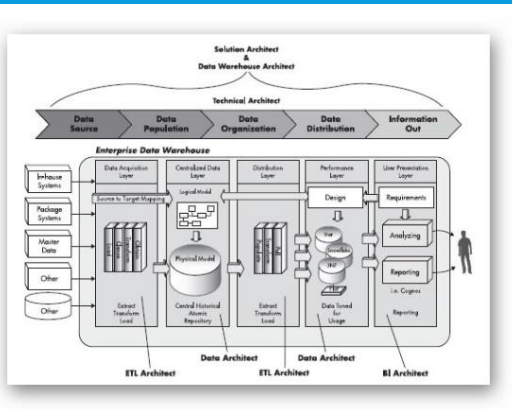 Solution Architect
&
Data Warehouse Architect
Technical Architect
Data
Source
Data
Population
Data
Organization
Data
Distribution
Information
Out
Enterprise Data Warehouse
In-house
Systems
Package
Systems
Master
Data
Other
Other
Data Acquisition
Layer
Centralized Data
Layer
Distribution
Layer
Performance
Layer
User Presentation
Layer
Source to Target Mapping
Logical Model
Design
Requirements
Physical Model
Star
Snowflake
3NF
Flat
Analyzing
Reporting
i.e. Cognos
Extract
Transform
Load
Central Historical
Atomic
Repository
Extract
Transform
Load
Data Tuned
for
Usage
Reporting
ETL Architect
Data Architect
ETL Architect
Data Architect
BI Architect